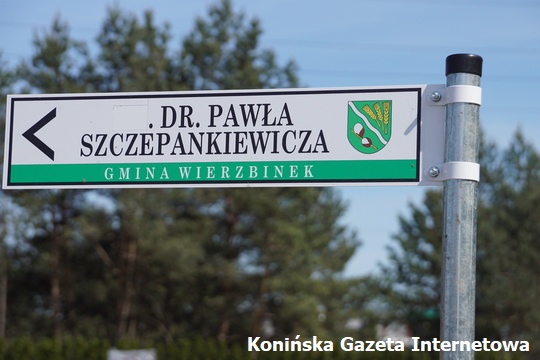 . DR. PAWŁA
SZCZEPANKIEWICZA
GMINA WIERZBINEK
Konińska Gazeta Internetowa